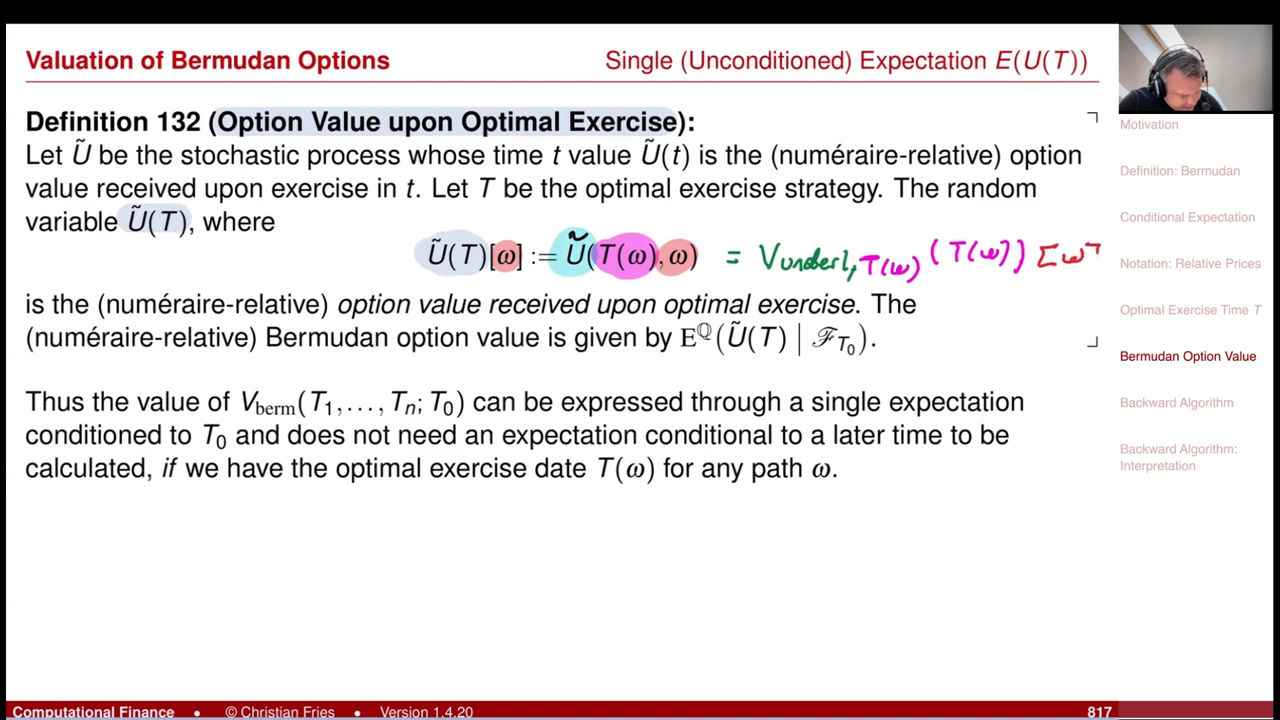 Valuation of Bermudan Options
Single (Unconditioned) Expectation E(U(T))
Definition 132 (Option Value upon Optimal Exercise):
Let Ũ be the stochastic process whose time t value Ũ(t) is the (numéraire-relative) option
value received upon exercise in t. Let T be the optimal exercise strategy. The random
variable Ũ(T), where
Ũ(T)[ω] := Ũ(T(ω), ω) = Vunderl,T(ω) (T(ω)) [ω]
is the (numéraire-relative) option value received upon optimal exercise. The
(numéraire-relative) Bermudan option value is given by E^ℚ(Ũ(T) | ℱ_{T₀}).
Thus the value of V_berm(T₁, …, Tₙ; T₀) can be expressed through a single expectation
conditioned to T₀ and does not need an expectation conditional to a later time to be
calculated, if we have the optimal exercise date T(ω) for any path ω.
Motivation
Definition: Bermudan
Conditional Expectation
Notation: Relative Prices
Optimal Exercise Time T
Bermudan Option Value
Backward Algorithm
Backward Algorithm:
Interpretation
Computational Finance • © Christian Fries • Version 1.4.20
817